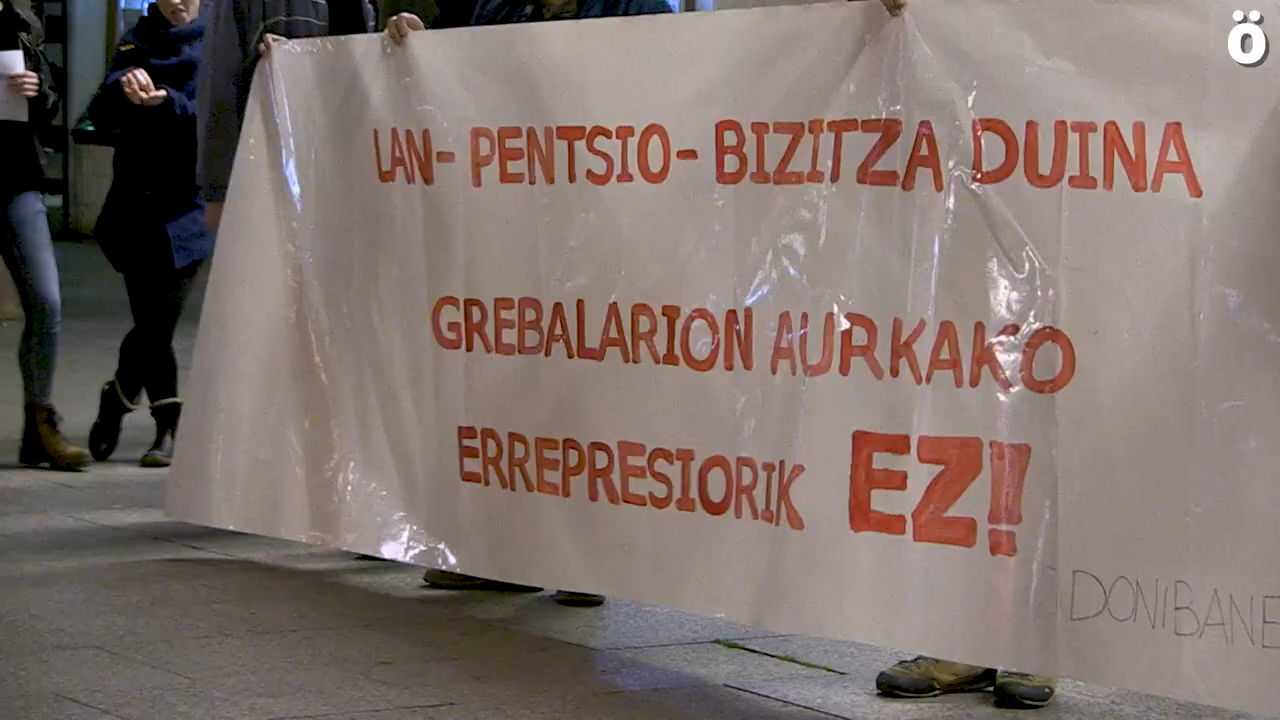 ö
LAN- PENTSIO- BIZITZA DUINA
GREBALARION AURKAKO
ERREPRESIORIK EZ!
DONIBANE